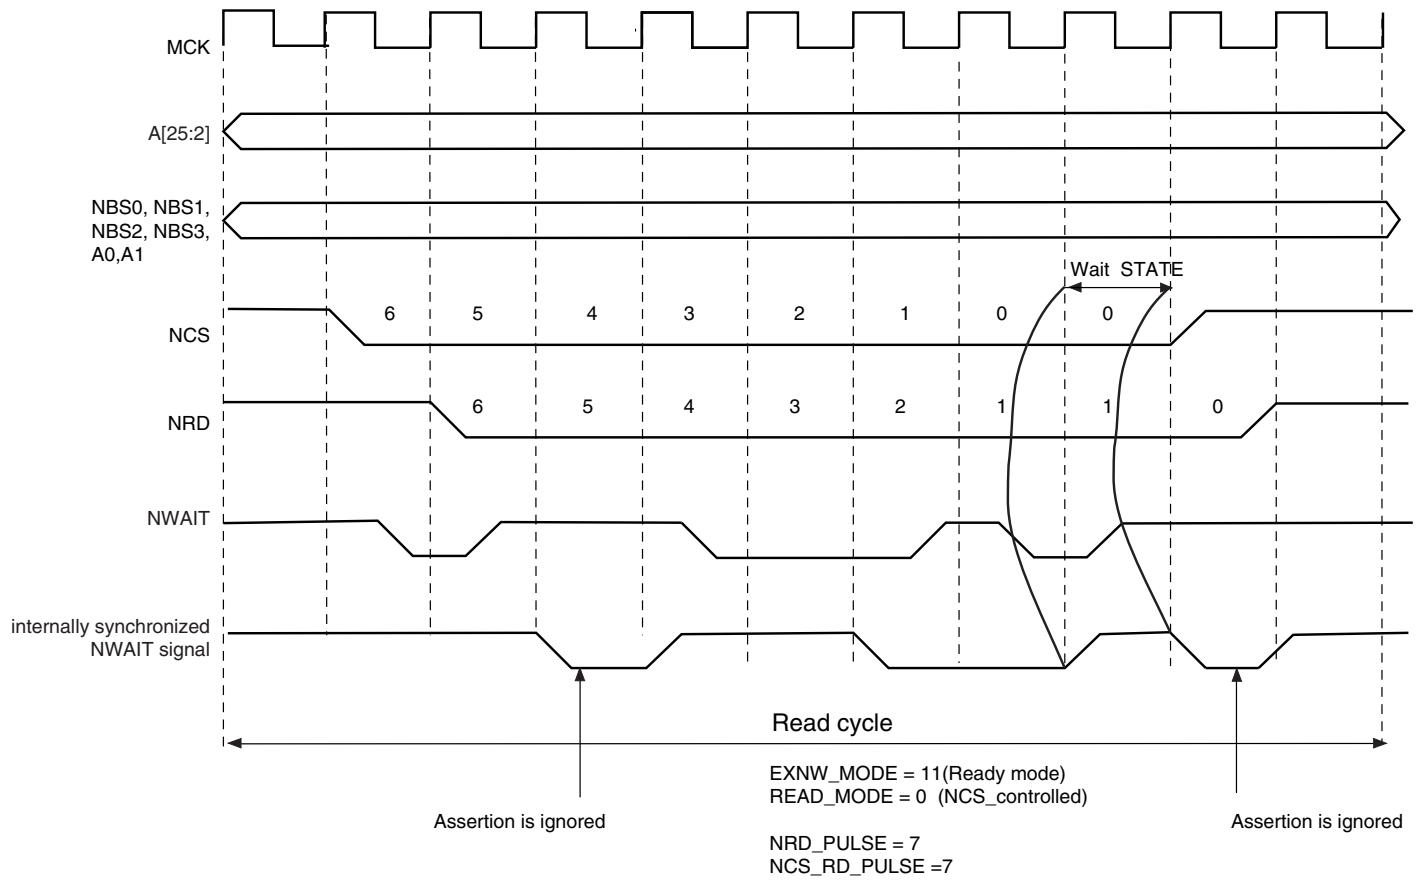 MCK
A[25:2]
NBS0, NBS1,
NBS2, NBS3,
A0,A1
Wait STATE
NCS
6 5 4 3 2 1 0 0
NRD
6 5 4 3 2 1 1 0
NWAIT
internally synchronized
NWAIT signal
Read cycle
EXNW_MODE = 11(Ready mode)
READ_MODE = 0 (NCS_controlled)
Assertion is ignored
Assertion is ignored
NRD_PULSE = 7
NCS_RD_PULSE =7